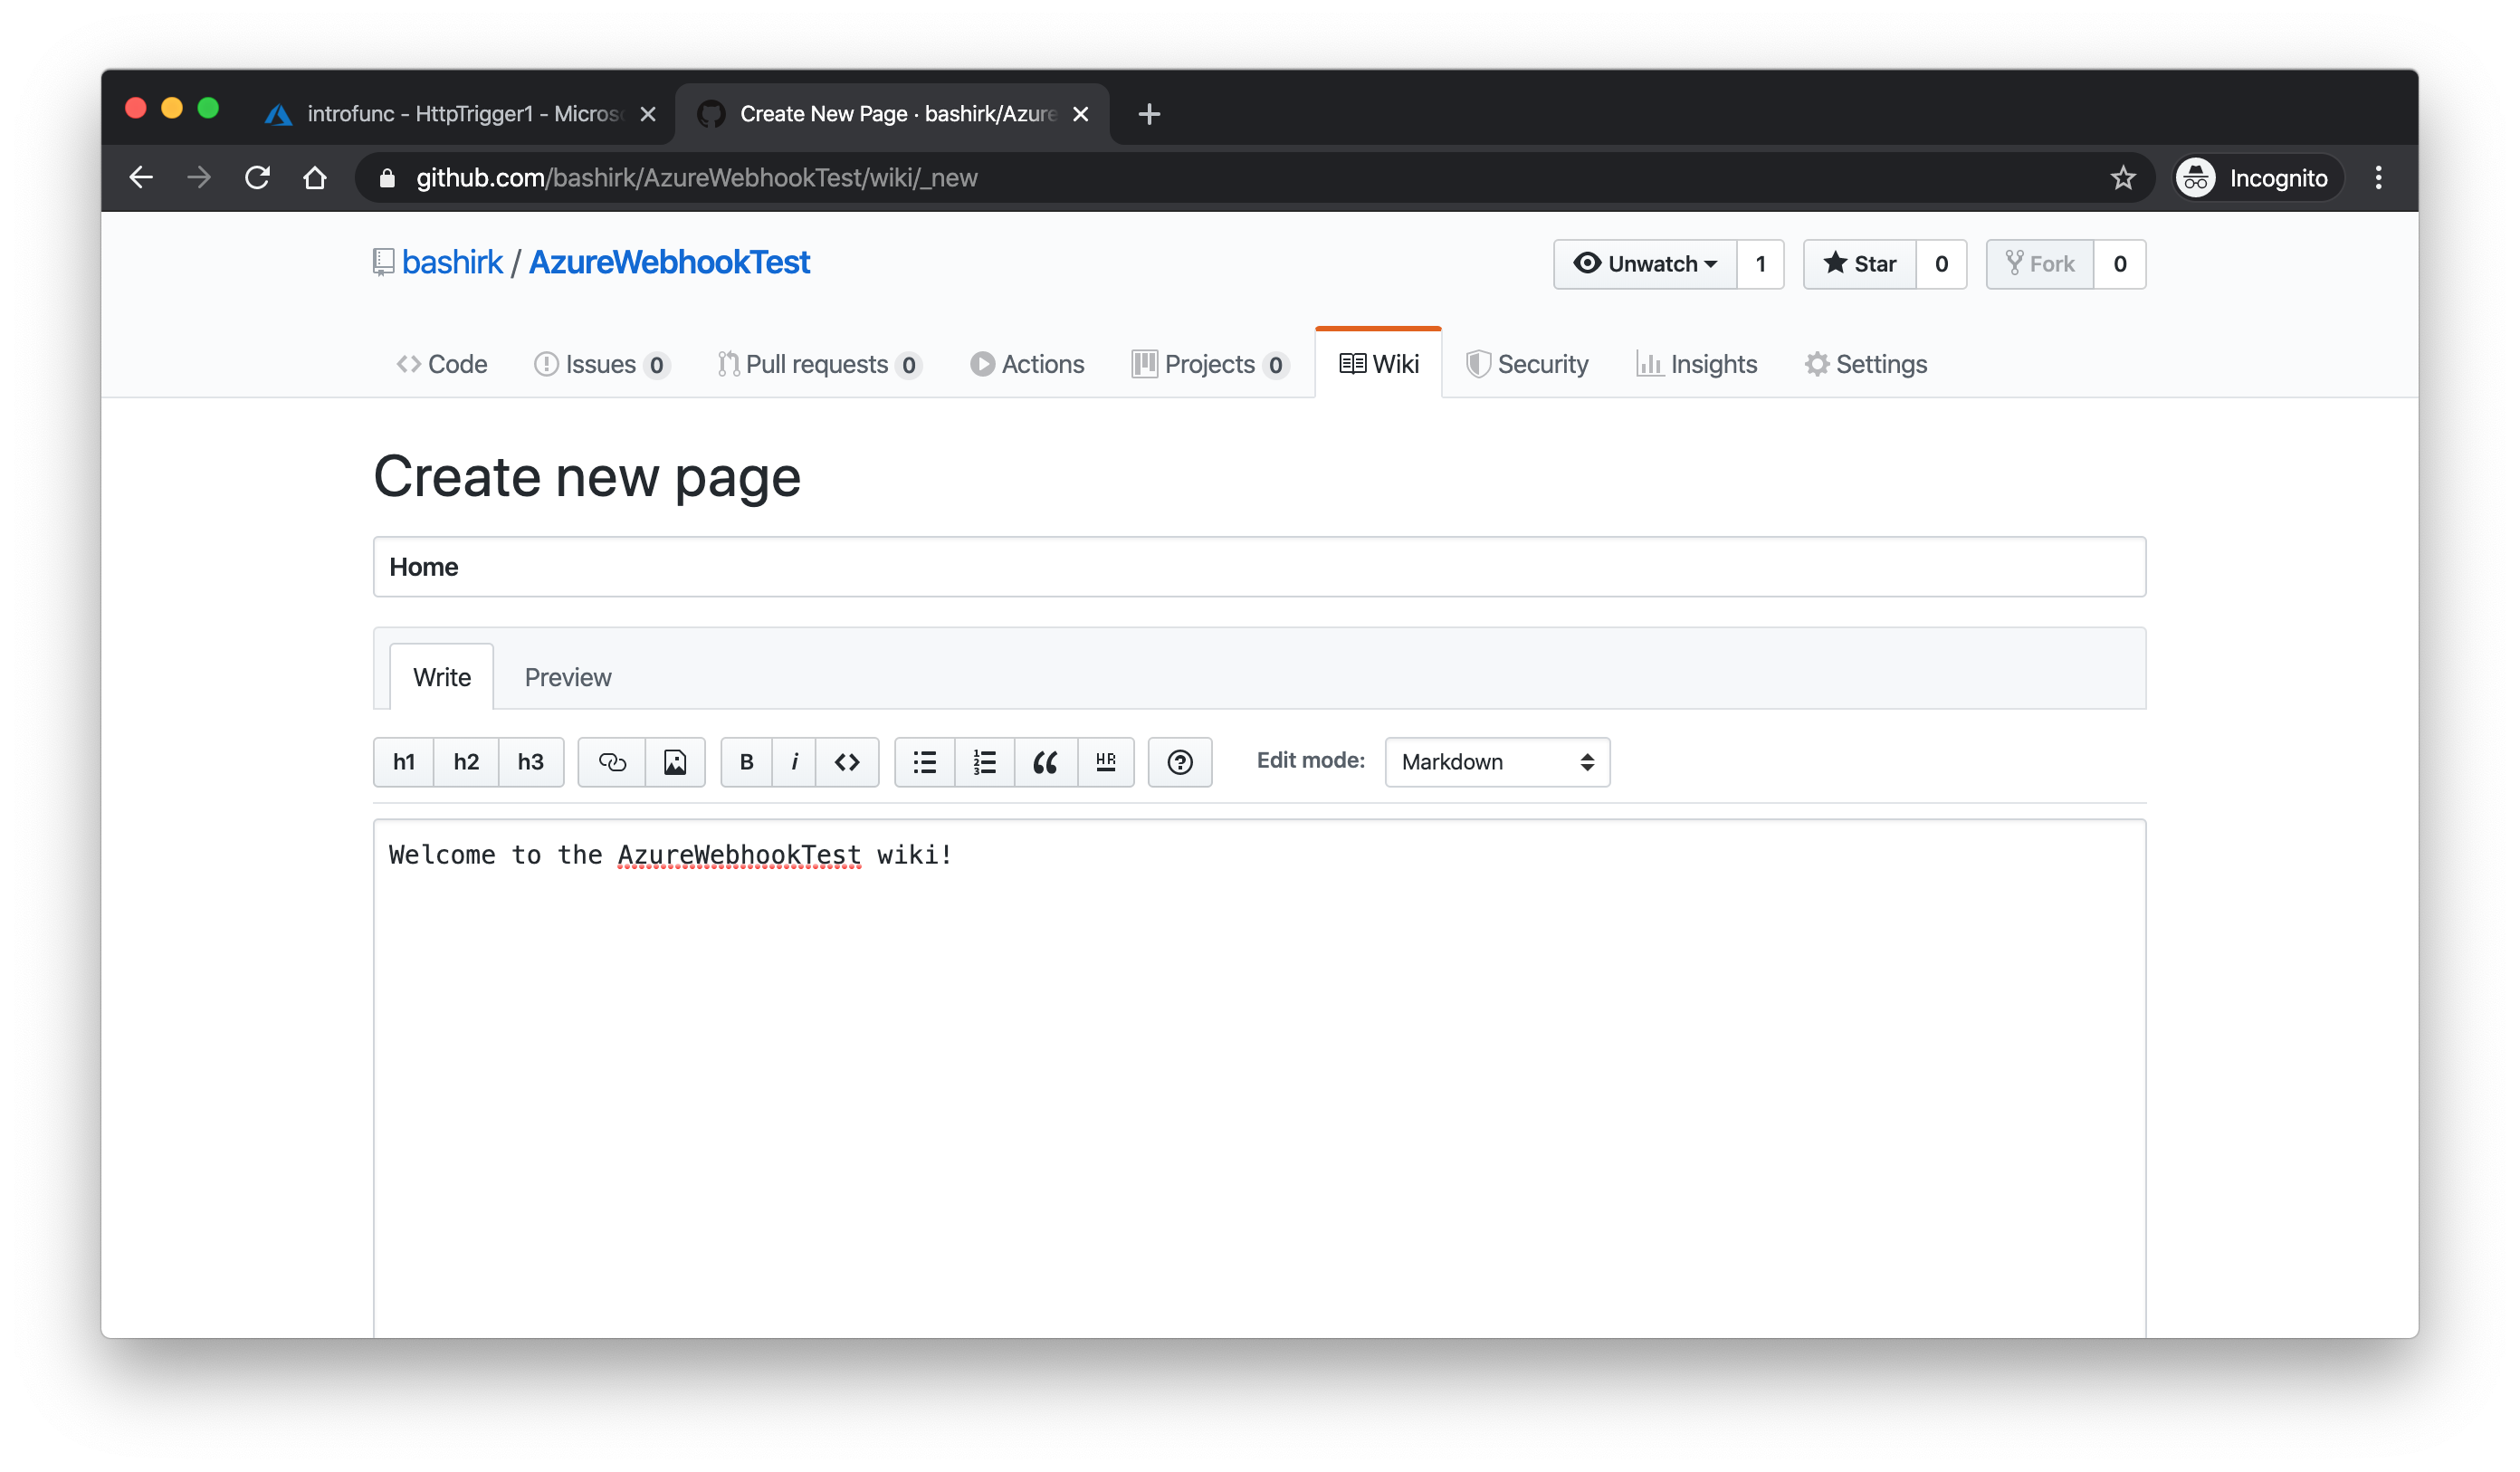 introfunc - HttpTrigger1 - Micros
Create New Page · bashirk/Azure
github.com/bashirk/AzureWebhookTest/wiki/_new
Incognito
bashirk / AzureWebhookTest
Unwatch 1 Star 0 Fork 0
Code Issues 0 Pull requests 0 Actions Projects 0 Wiki Security Insights Settings
Create new page
Home
Write Preview
h1 h2 h3 B i HR Edit mode: Markdown
Welcome to the AzureWebhookTest wiki!